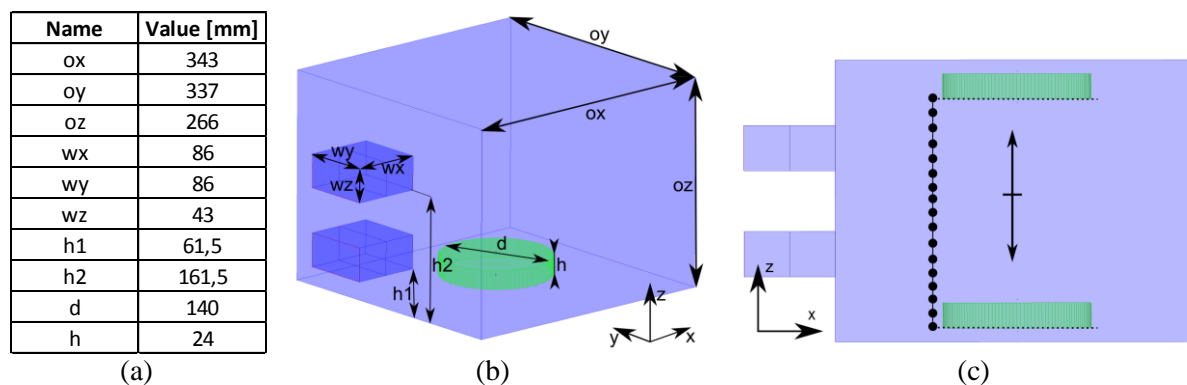 Name Value [mm]
ox 343
oy 337
oz 266
wx 86
wy 86
wz 43
h1 61,5
h2 161,5
d 140
h 24
(a)
oy
ox
oz
wy
wx
wz
d
h
h2
h1
z
y
x
(b)
z
x
(c)